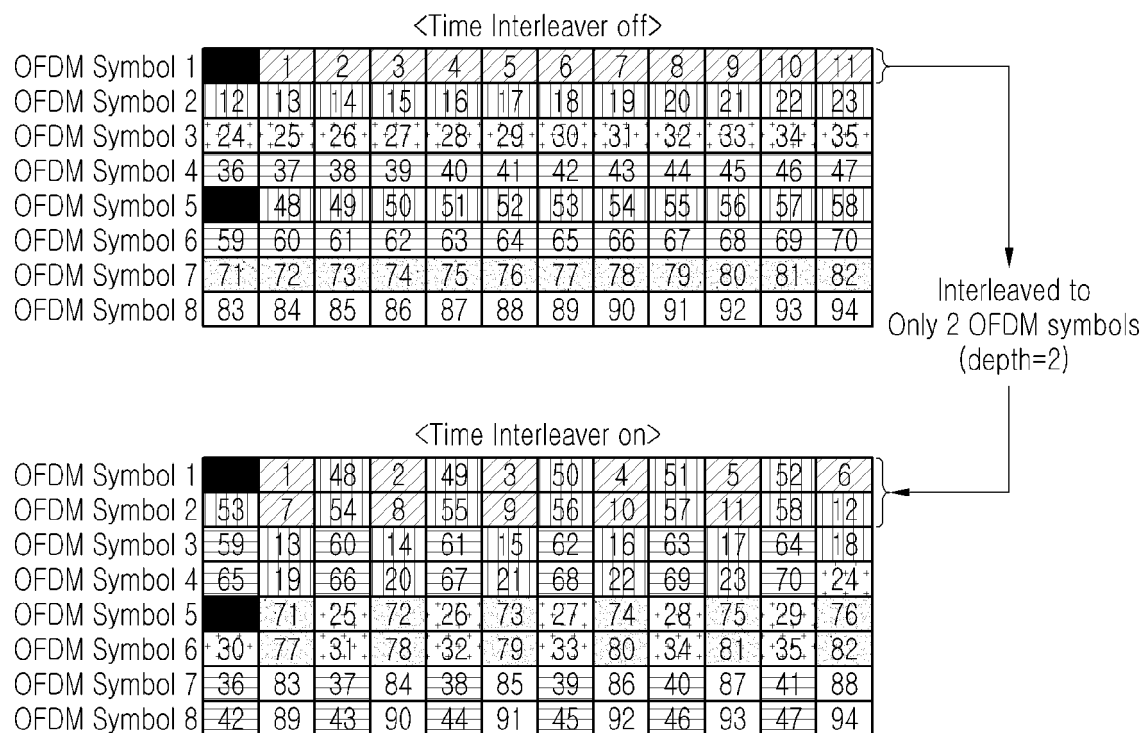 <Time Interleaver off>
OFDM Symbol 1 1 2 3 4 5 6 7 8 9 10 11
OFDM Symbol 2 12 13 14 15 16 17 18 19 20 21 22 23
OFDM Symbol 3 24 25 26 27 28 29 30 31 32 33 34 35
OFDM Symbol 4 36 37 38 39 40 41 42 43 44 45 46 47
OFDM Symbol 5 48 49 50 51 52 53 54 55 56 57 58
OFDM Symbol 6 59 60 61 62 63 64 65 66 67 68 69 70
OFDM Symbol 7 71 72 73 74 75 76 77 78 79 80 81 82
OFDM Symbol 8 83 84 85 86 87 88 89 90 91 92 93 94
Interleaved to
Only 2 OFDM symbols
(depth=2)
<Time Interleaver on>
OFDM Symbol 1 1 48 2 49 3 50 4 51 5 52 6
OFDM Symbol 2 53 7 54 8 55 9 56 10 57 11 58 12
OFDM Symbol 3 59 13 60 14 61 15 62 16 63 17 64 18
OFDM Symbol 4 65 19 66 20 67 21 68 22 69 23 70 24
OFDM Symbol 5 71 25 72 26 73 27 74 28 75 29 76
OFDM Symbol 6 30 77 31 78 32 79 33 80 34 81 35 82
OFDM Symbol 7 36 83 37 84 38 85 39 86 40 87 41 88
OFDM Symbol 8 42 89 43 90 44 91 45 92 46 93 47 94